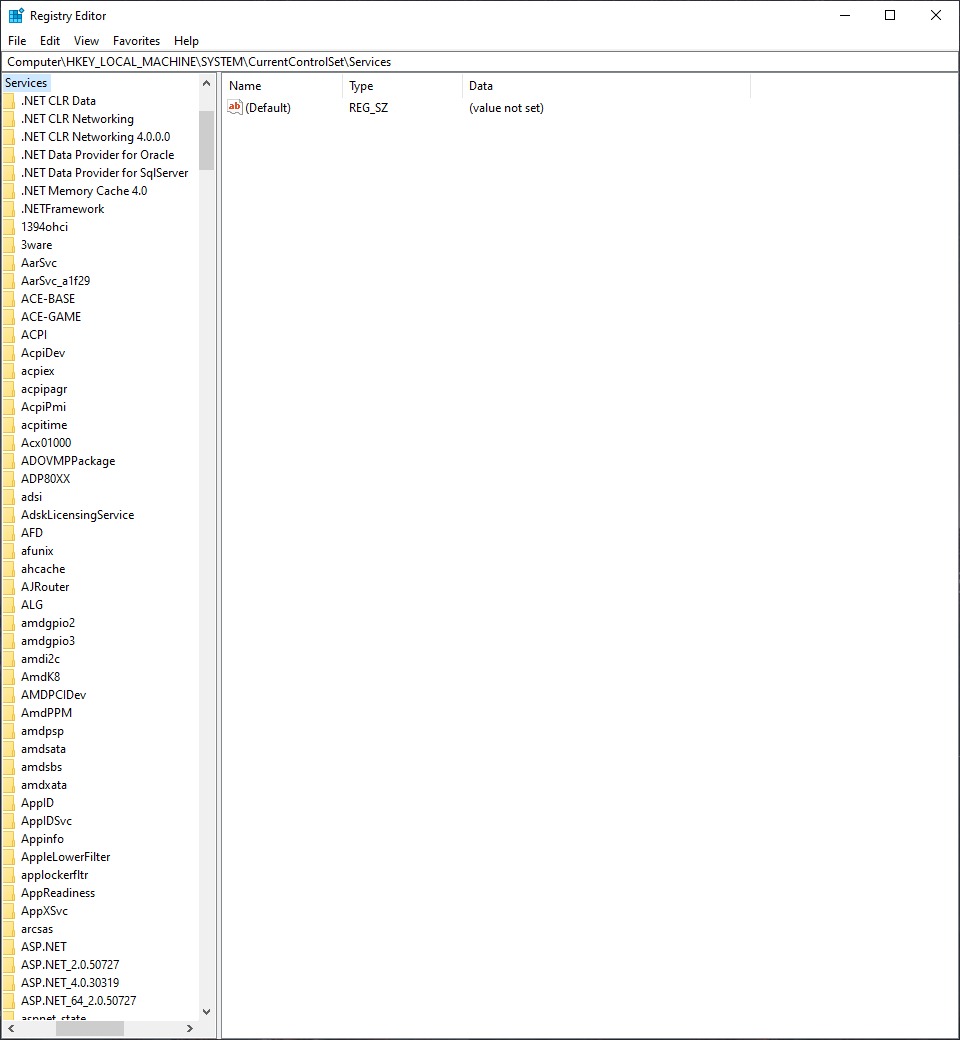 Registry Editor
File Edit View Favorites Help
Computer\HKEY_LOCAL_MACHINE\SYSTEM\CurrentControlSet\Services
Services
.NET CLR Data
.NET CLR Networking
.NET CLR Networking 4.0.0.0
.NET Data Provider for Oracle
.NET Data Provider for SqlServer
.NET Memory Cache 4.0
.NETFramework
1394ohci
3ware
AarSvc
AarSvc_a1f29
ACE-BASE
ACE-GAME
ACPI
AcpiDev
acpiex
acpipagr
AcpiPmi
acpitime
Acx01000
ADOVMPPackage
ADP80XX
adsi
AdskLicensingService
AFD
afunix
ahcache
AJRouter
ALG
amdgpio2
amdgpio3
amdi2c
AmdK8
AMDPCIDev
AmdPPM
amdpsp
amdsata
amdsbs
amdxata
AppID
AppIDSvc
Appinfo
AppleLowerFilter
applockerfltr
AppReadiness
AppXSvc
arcsas
ASP.NET
ASP.NET_2.0.50727
ASP.NET_4.0.30319
ASP.NET_64_2.0.50727
aspnet_state
Name Type Data
ab (Default) REG_SZ (value not set)